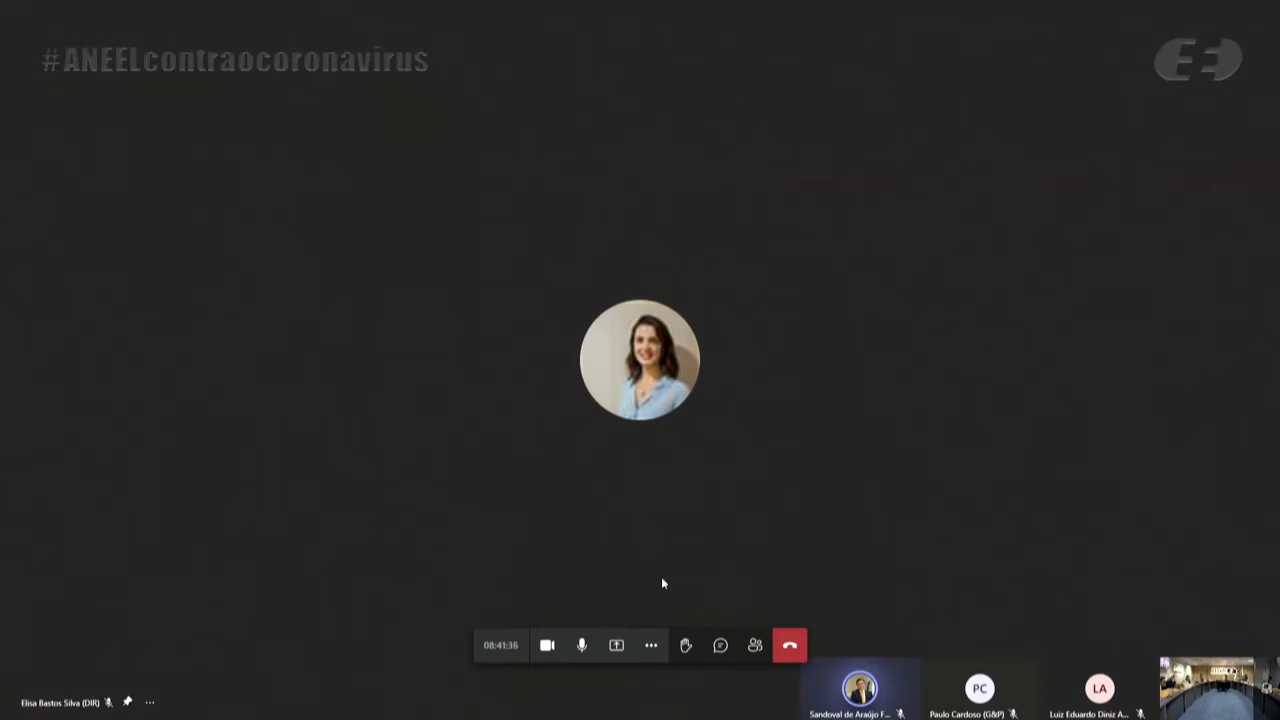 #ANEELcontraocoronavirus
08:41:36
Elisa Bastos Silva (DIR)
Sandoval de Araújo F...
PC
Paulo Cardoso (G&P)
LA
Luiz Eduardo Diniz A...